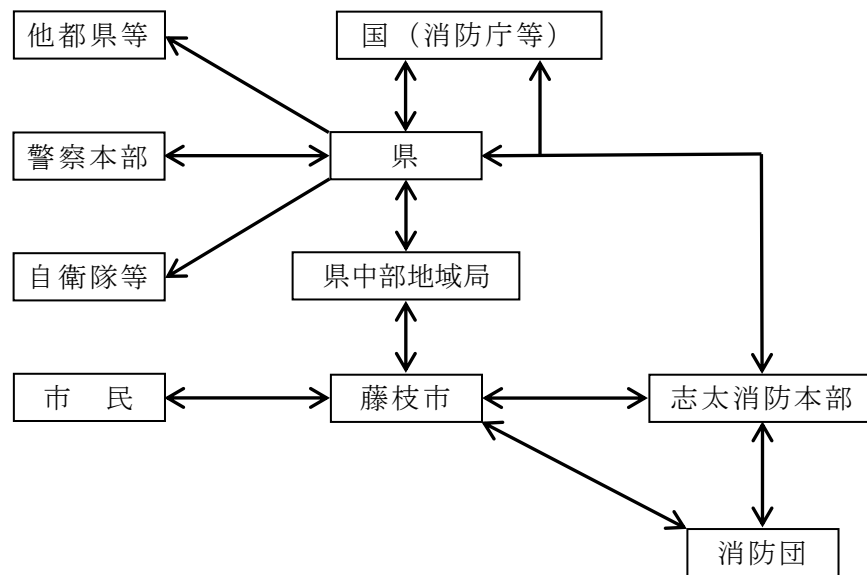 他都県等
国（消防庁等）
警察本部
県
自衛隊等
県中部地域局
市　民
藤枝市
志太消防本部
消防団